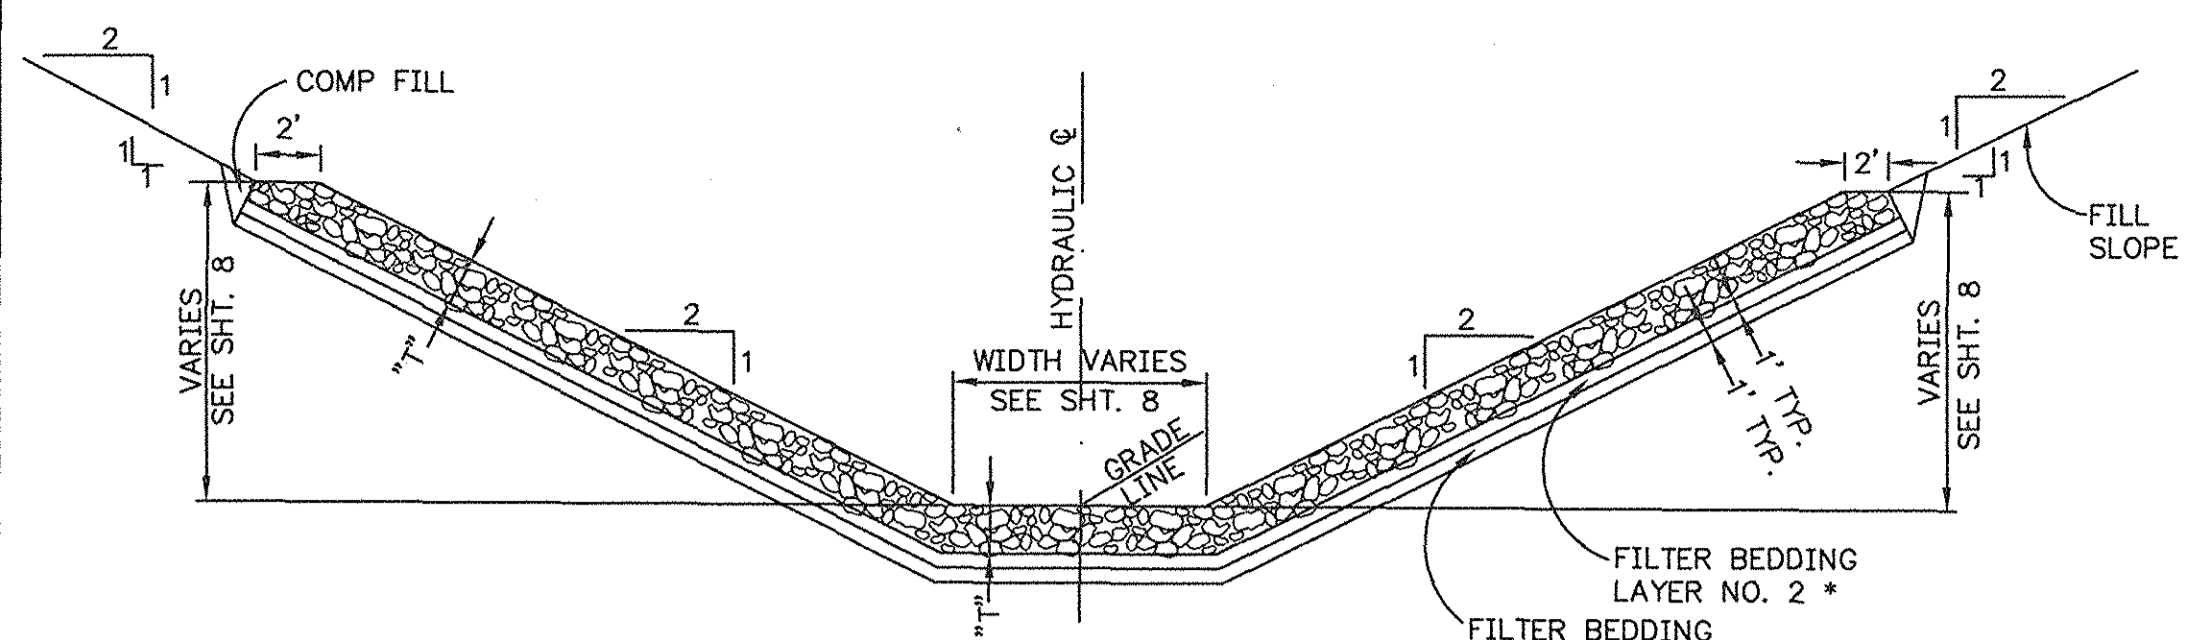 2
1
COMP FILL
1
1
2'
VARIES
SEE SHT. 8
"T"
2
1
HYDRAULIC ℄
WIDTH VARIES
SEE SHT. 8
GRADE
LINE
"T"
2
1
2'
2
1
1
1
FILL
SLOPE
VARIES
SEE SHT. 8
1' TYP.
1' TYP.
FILTER BEDDING
LAYER NO. 2 *
FILTER BEDDING